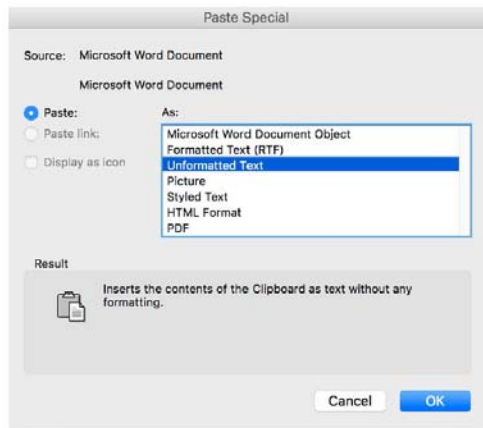 Paste Special
Source: Microsoft Word Document
Microsoft Word Document
Paste:
As:
Paste link:
Display as icon
Microsoft Word Document Object
Formatted Text (RTF)
Unformatted Text
Picture
Styled Text
HTML Format
PDF
Result
Inserts the contents of the Clipboard as text without any
formatting.
Cancel
OK